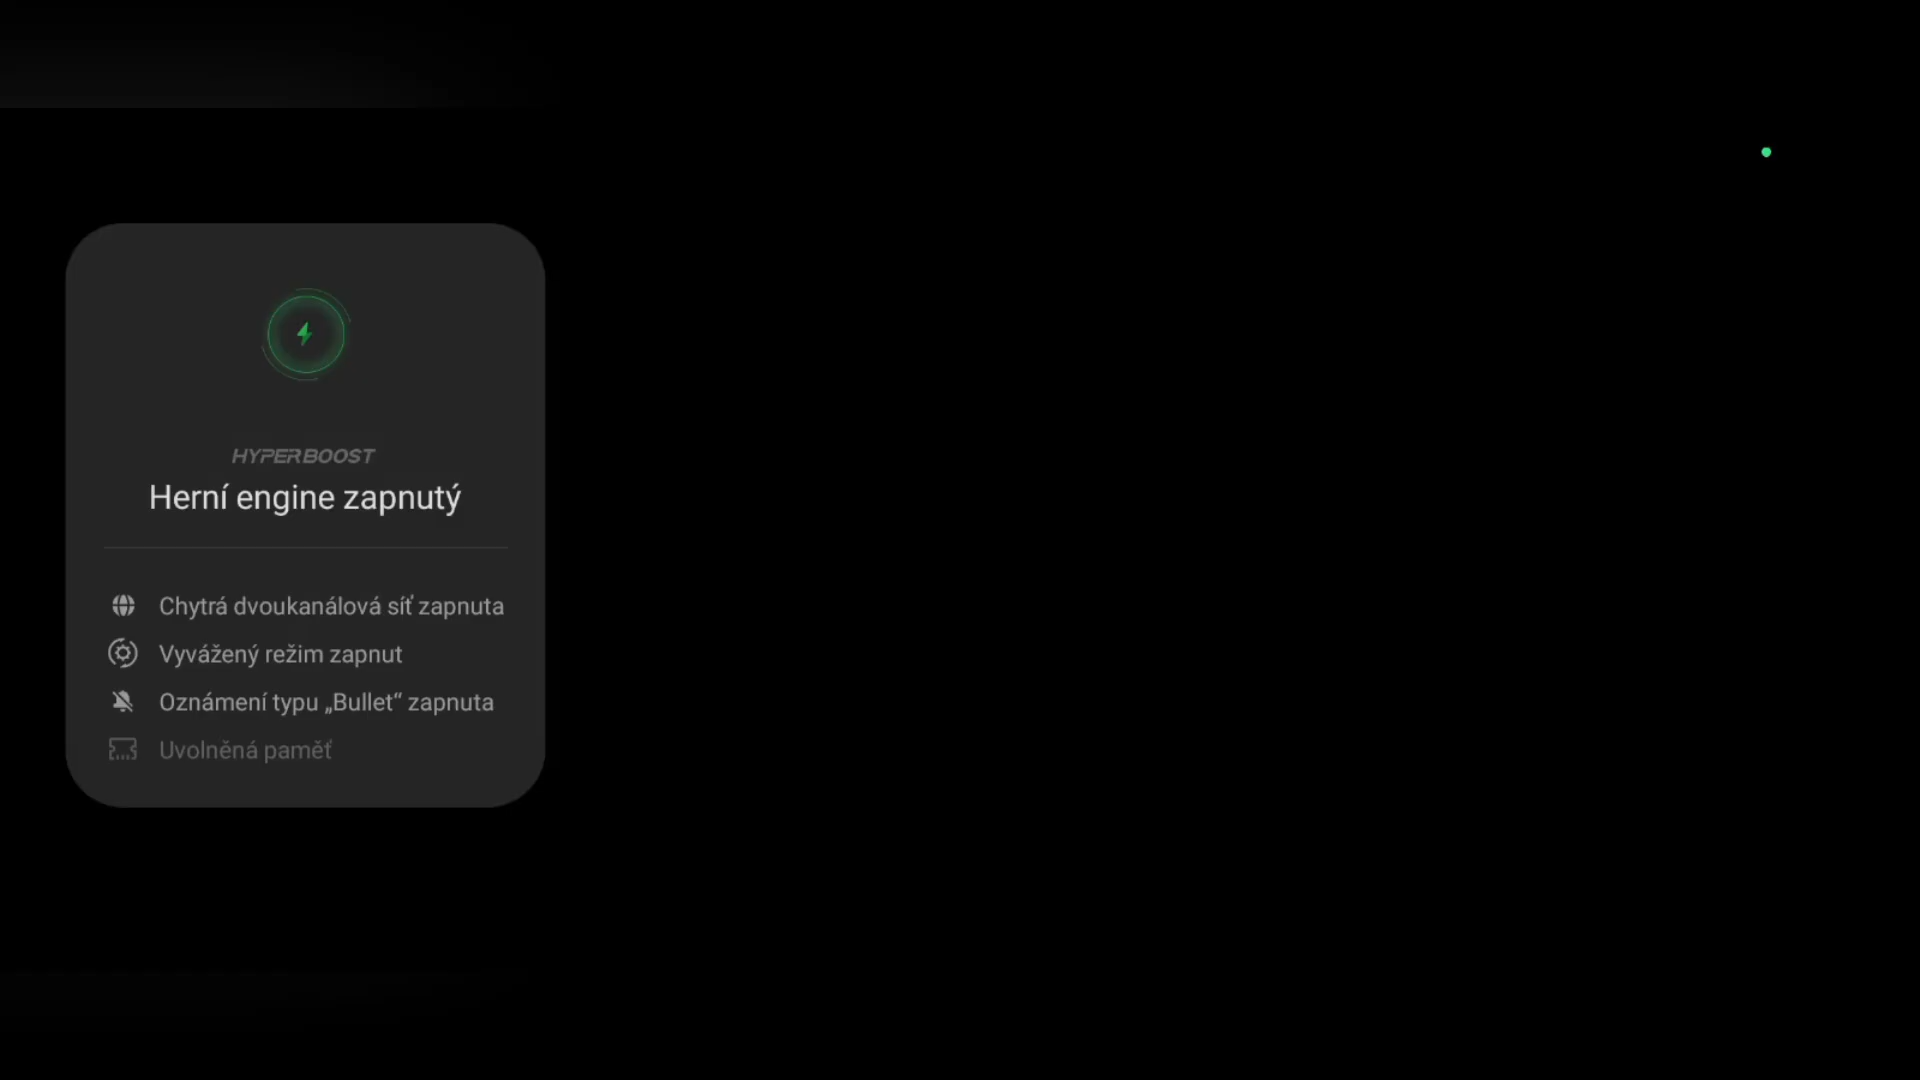 HYPERBOOST
Herní engine zapnutý
Chytrá dvoukanálová síť zapnuta
Vyvážený režim zapnut
Oznámení typu „Bullet“ zapnuta
Uvolněná paměť